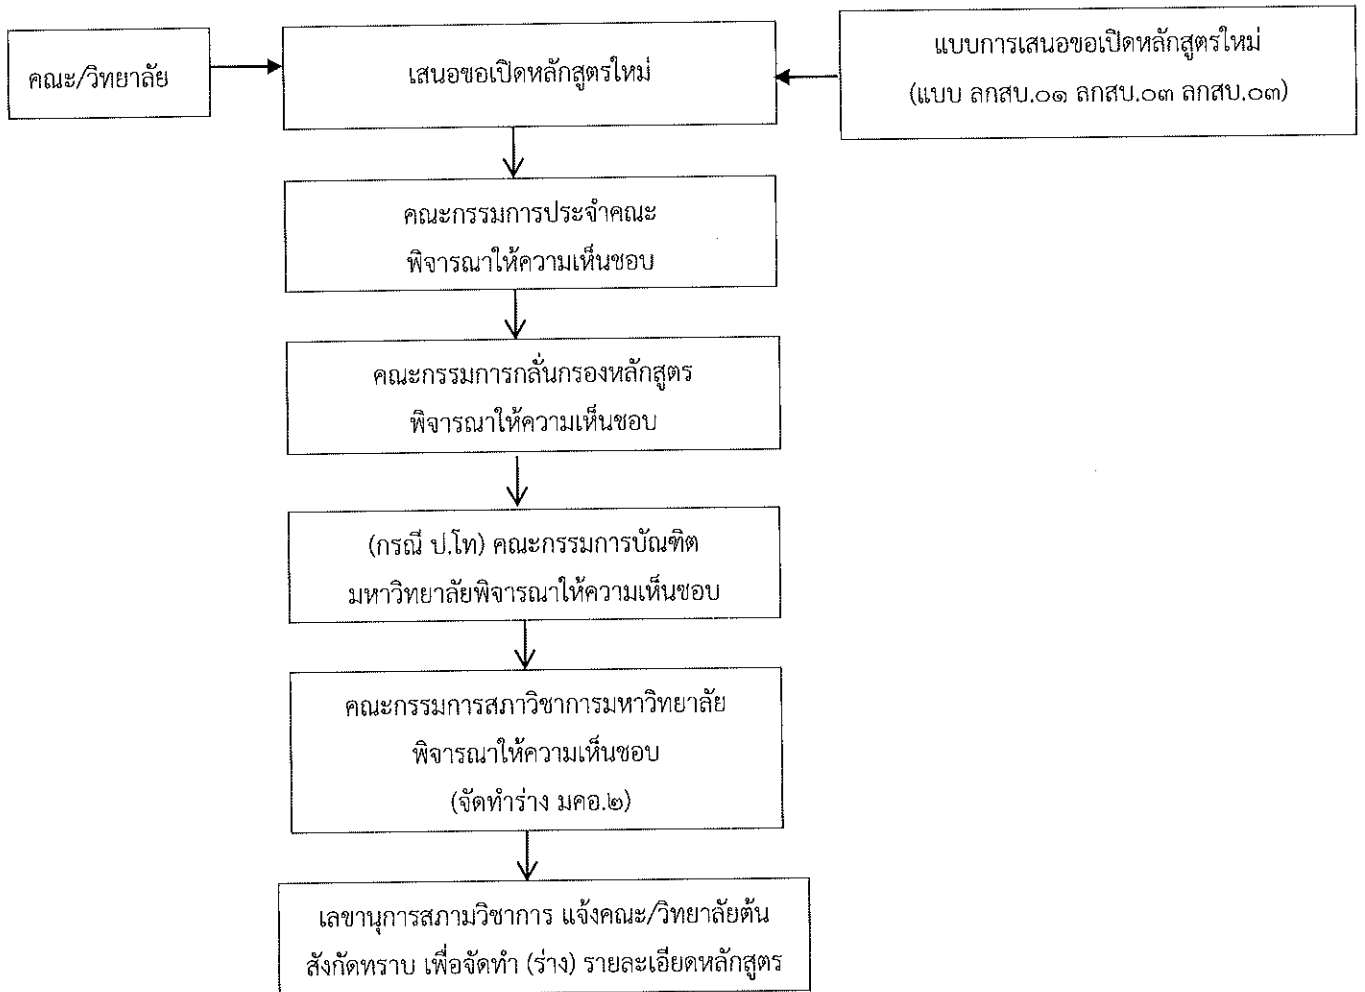 คณะ/วิทยาลัย
เสนอขอเปิดหลักสูตรใหม่
แบบการเสนอขอเปิดหลักสูตรใหม่
(แบบ ลกสบ.๐๑ ลกสบ.๐๓ ลกสบ.๐๓)
คณะกรรมการประจำคณะ
พิจารณาให้ความเห็นชอบ
คณะกรรมการกลั่นกรองหลักสูตร
พิจารณาให้ความเห็นชอบ
(กรณี ป.โท) คณะกรรมการบัณฑิต
มหาวิทยาลัยพิจารณาให้ความเห็นชอบ
คณะกรรมการสภาวิชาการมหาวิทยาลัย
พิจารณาให้ความเห็นชอบ
(จัดทำร่าง มคอ.๒)
เลขานุการสภามวิชาการ แจ้งคณะ/วิทยาลัยต้น
สังกัดทราบ เพื่อจัดทำ (ร่าง) รายละเอียดหลักสูตร